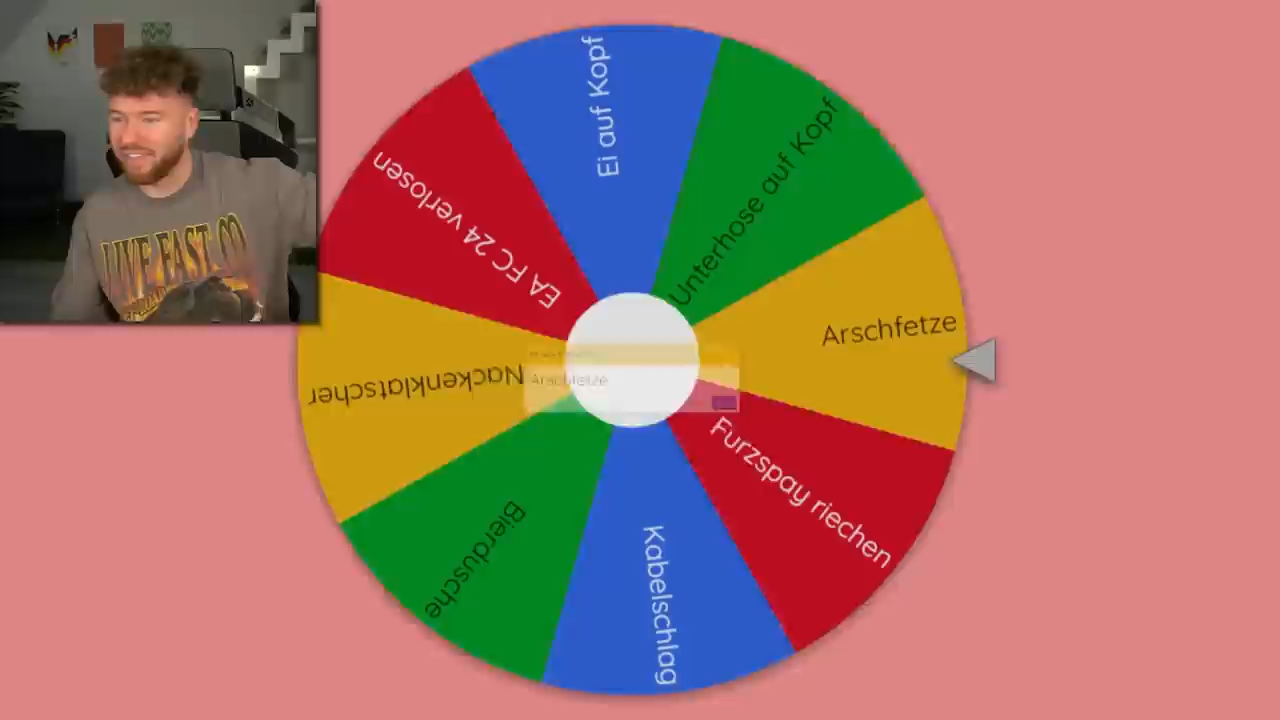 LIVE FAST
Ei auf Kopf
Unterhose auf Kopf
Arschfetze
Furzspay riechen
Kabelschlag
Bierdusche
Nackenklatscher
EA FC 24 verlosen
Arschfetze